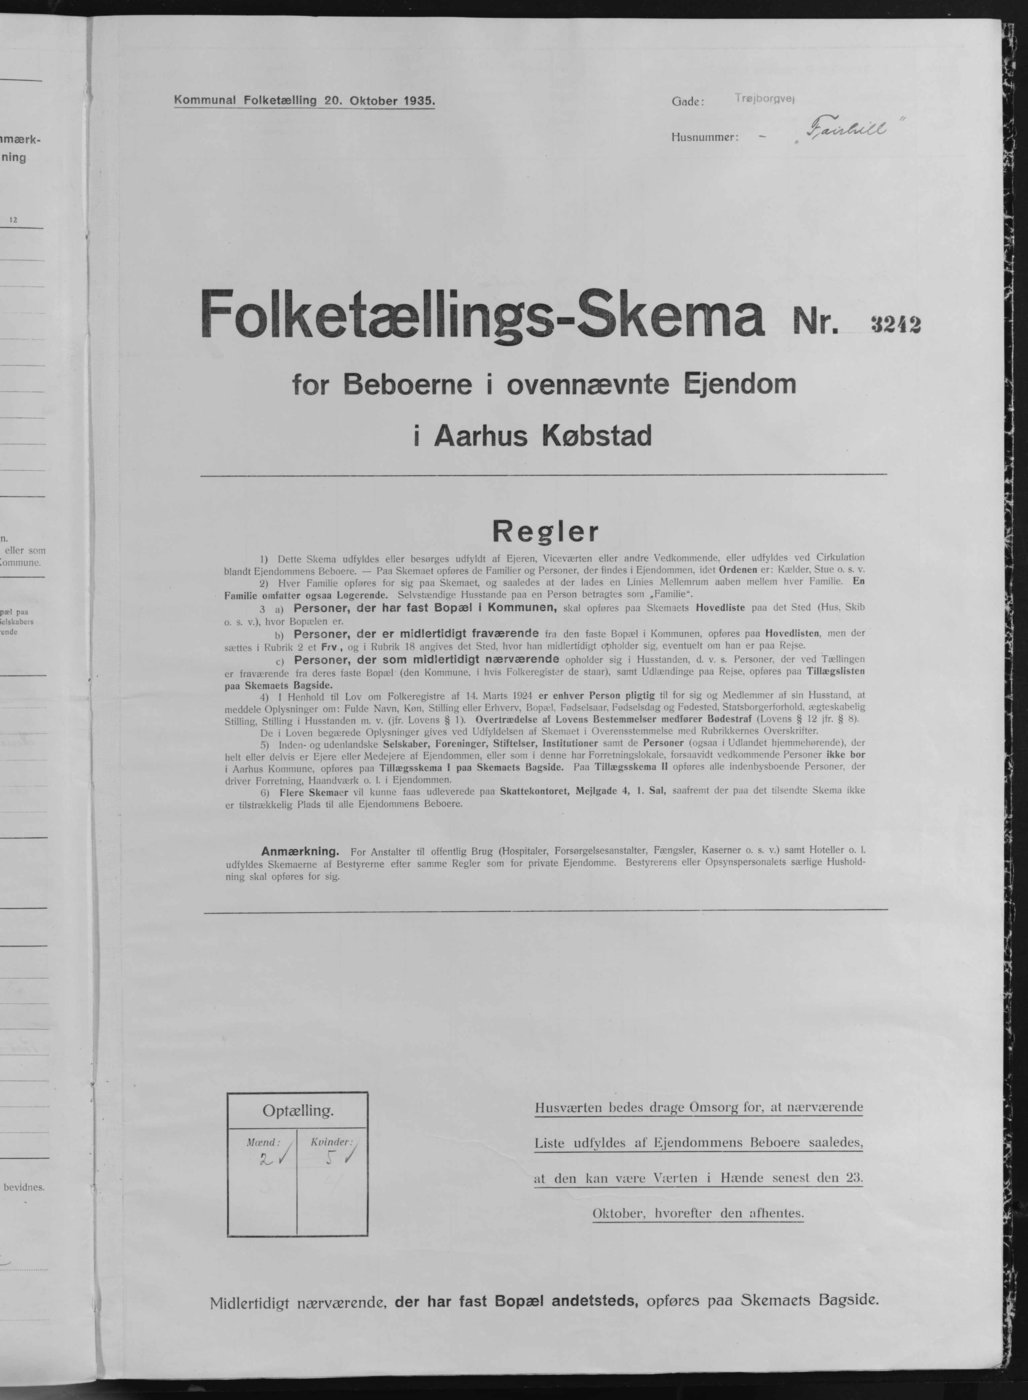 Kommunal Folketælling 20. Oktober 1935.
Gade: Trøjborgvej
Husnummer: – „Fairhill"
Folketællings-Skema Nr. 3242
for Beboerne i ovennævnte Ejendom
i Aarhus Købstad
Regler
1) Dette Skema udfyldes eller besørges udfyldt af Ejeren, Viceværten eller andre Vedkommende, eller udfyldes ved Cirkulation
blandt Ejendommens Beboere. — Paa Skemaet opføres de Familier og Personer, der findes i Ejendommen, idet Ordenen er: Kælder, Stue o. s. v.
2) Hver Familie opføres for sig paa Skemaet, og saaledes at der lades en Linies Mellemrum aaben mellem hver Familie. En
Familie omfatter ogsaa Logerende. Selvstændige Husstande paa en Person betragtes som „Familie".
3 a) Personer, der har fast Bopæl i Kommunen, skal opføres paa Skemaets Hovedliste paa det Sted (Hus, Skib
o. s. v.), hvor Bopælen er.
b) Personer, der er midlertidigt fraværende fra den faste Bopæl i Kommunen, opføres paa Hovedlisten, men der
sættes i Rubrik 2 et Frv., og i Rubrik 18 angives det Sted, hvor han midlertidigt opholder sig, eventuelt om han er paa Rejse.
c) Personer, der som midlertidigt nærværende opholder sig i Husstanden, d. v. s. Personer, der ved Tællingen
er fraværende fra deres faste Bopæl (den Kommune, i hvis Folkeregister de staar), samt Udlændinge paa Rejse, opføres paa Tillægslisten
paa Skemaets Bagside.
4) I Henhold til Lov om Folkeregistre af 14. Marts 1924 er enhver Person pligtig til for sig og Medlemmer af sin Husstand, at
meddele Oplysninger om: Fulde Navn, Køn, Stilling eller Erhverv, Bopæl, Fødselsaar, Fødselsdag og Fødested, Statsborgerforhold, ægteskabelig
Stilling, Stilling i Husstanden m. v. (jfr. Lovens § 1). Overtrædelse af Lovens Bestemmelser medfører Bødestraf (Lovens § 12 jfr. § 8).
De i Loven begærede Oplysninger gives ved Udfyldelsen af Skemaet i Overensstemmelse med Rubrikkernes Overskrifter.
5) Inden- og udenlandske Selskaber, Foreninger, Stiftelser, Institutioner samt de Personer (ogsaa i Udlandet hjemmehørende), der
helt eller delvis er Ejere eller Medejere af Ejendommen, eller som i denne har Forretningslokale, forsaavidt vedkommende Personer ikke bor
i Aarhus Kommune, opføres paa Tillægsskema I paa Skemaets Bagside. Paa Tillægsskema II opføres alle indenbysboende Personer, der
driver Forretning, Haandværk o. l. i Ejendommen.
6) Flere Skemaer vil kunne faas udleverede paa Skattekontoret, Mejlgade 4, 1. Sal, saafremt der paa det tilsendte Skema ikke
er tilstrækkelig Plads til alle Ejendommens Beboere.
Anmærkning. For Anstalter til offentlig Brug (Hospitaler, Forsørgelsesanstalter, Fængsler, Kaserner o. s. v.) samt Hoteller o. l.
udfyldes Skemaerne af Bestyrerne efter samme Regler som for private Ejendomme. Bestyrerens eller Opsynspersonalets særlige Hushold-
ning skal opføres for sig.
Optælling.
Mænd: Kvinder:
2 ✓ 5 ✓
Husværten bedes drage Omsorg for, at nærværende
Liste udfyldes af Ejendommens Beboere saaledes,
at den kan være Værten i Hænde senest den 23.
Oktober, hvorefter den afhentes.
Midlertidigt nærværende, der har fast Bopæl andetsteds, opføres paa Skemaets Bagside.
mærk-
ning
12
n.
eller som
Kommune.
pæl paa
selskabers
ende
bevidnes.